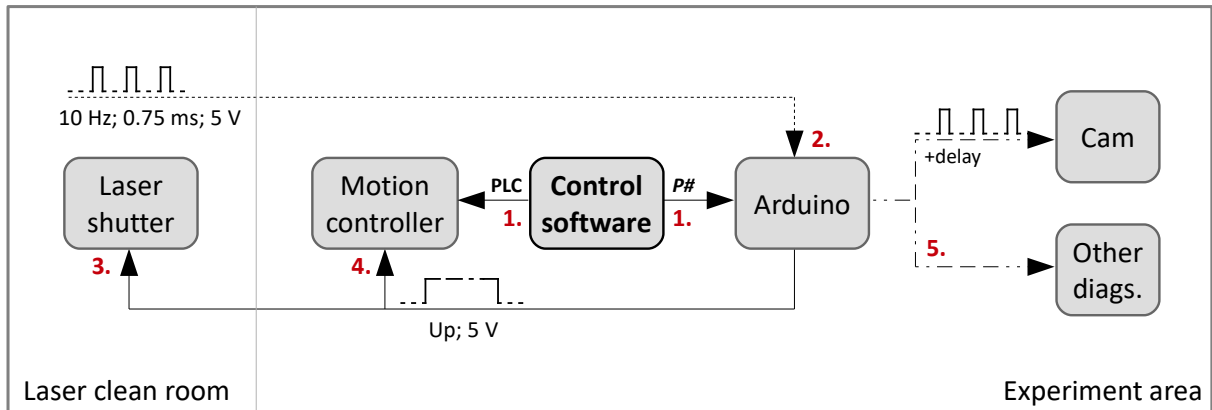 10 Hz; 0.75 ms; 5 V
2.
+delay
Cam
Laser
shutter
3.
Motion
controller
4.
PLC
1.
Control
software
P#
1.
Arduino
5.
Other
diags.
Up; 5 V
Laser clean room
Experiment area